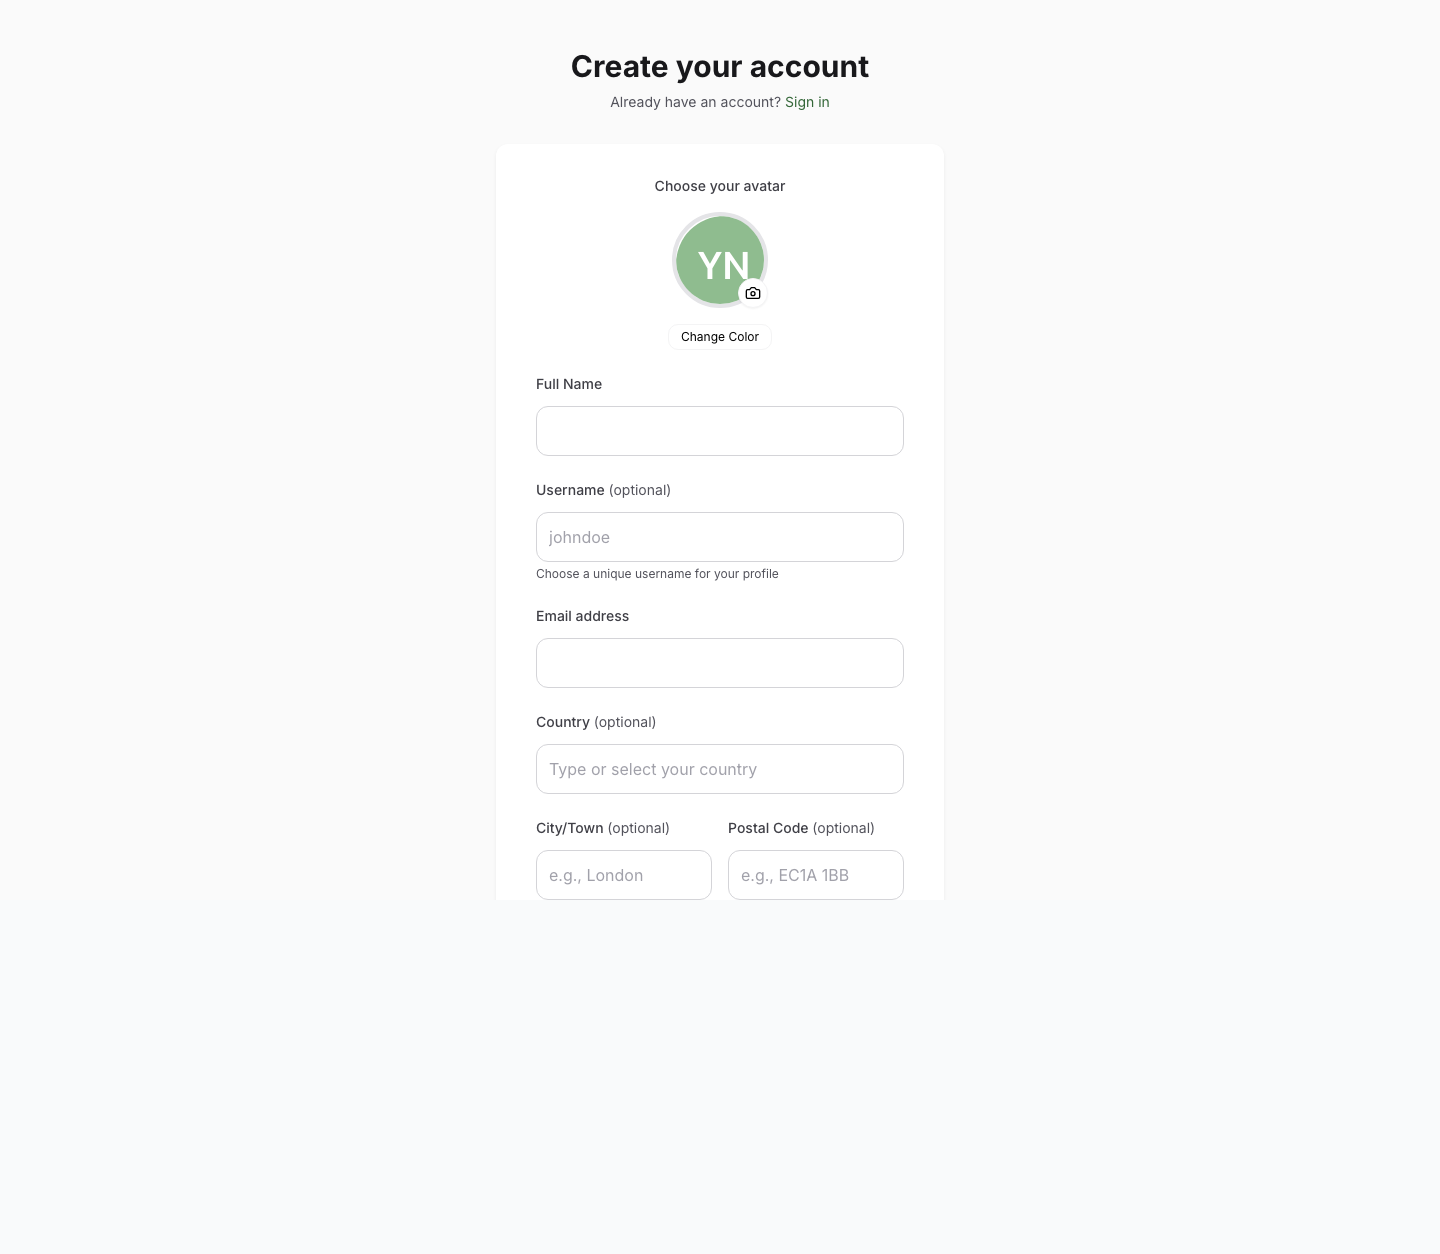 Create your account
Already have an account? Sign in
Choose your avatar
YN
Change Color
Full Name
Username (optional)
johndoe
Choose a unique username for your profile
Email address
Country (optional)
Type or select your country
City/Town (optional) Postal Code (optional)
e.g., London e.g., EC1A 1BB